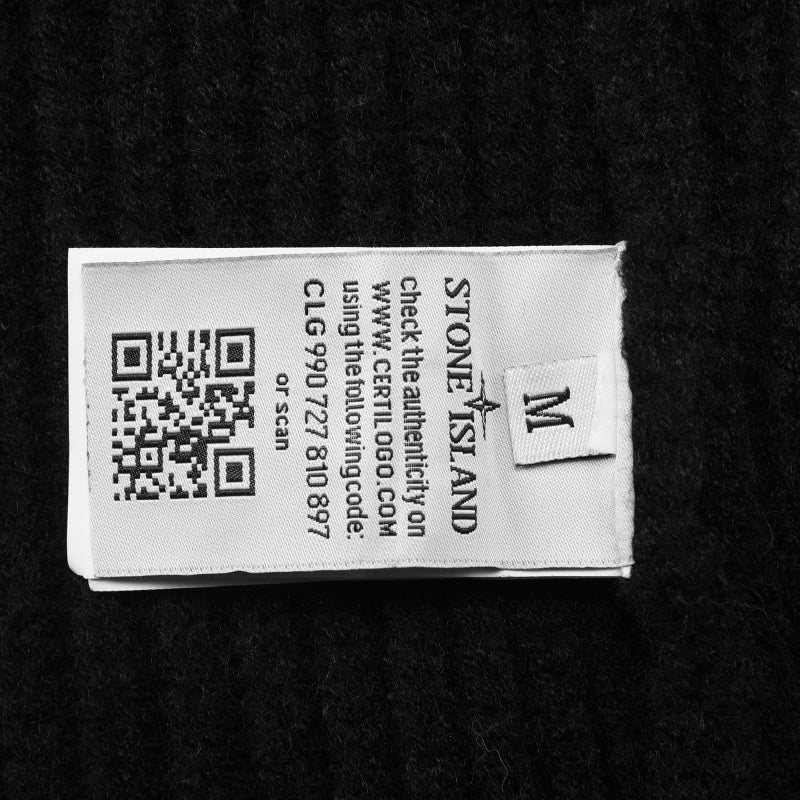 M
STONE ISLAND
check the authenticity on
WWW.CERTILOGO.COM
using the following code:
CLG 990 727 810 897
or scan